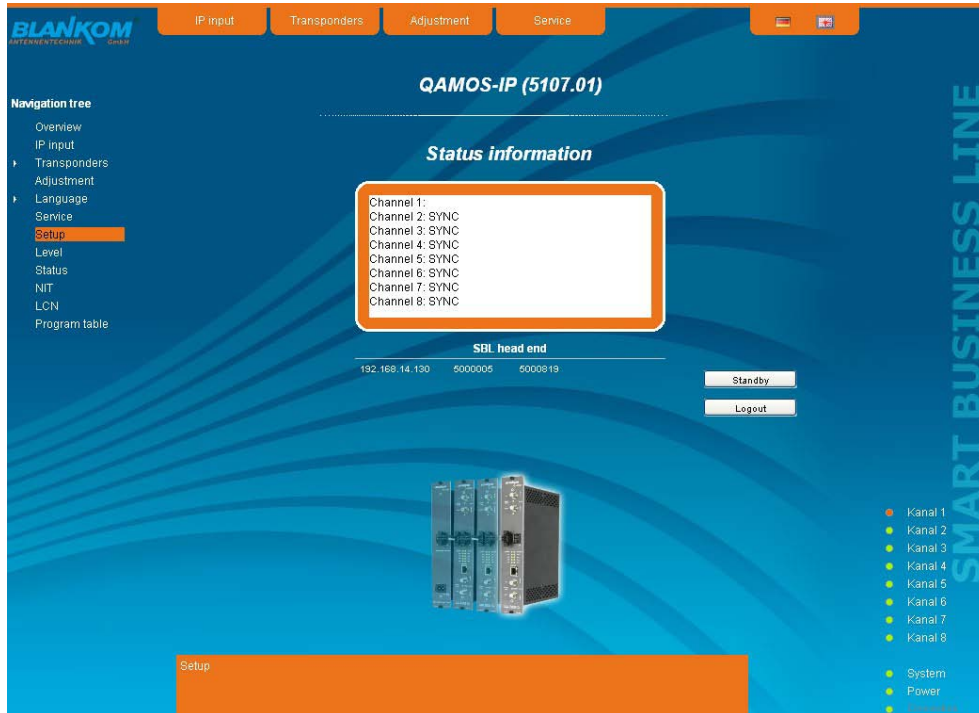 BLANKOM
ANTENNENTECHNIK GmbH
IP input
Transponders
Adjustment
Service
QAMOS-IP (5107.01)
Navigation tree
Overview
IP input
Transponders
Adjustment
Language
Service
Setup
Level
Status
NIT
LCN
Program table
Status information
Channel 1:
Channel 2: SYNC
Channel 3: SYNC
Channel 4: SYNC
Channel 5: SYNC
Channel 6: SYNC
Channel 7: SYNC
Channel 8: SYNC
SBL head end
192.168.14.130 5000005 5000819
Standby
Logout
SMART BUSINESS LINE
Kanal 1
Kanal 2
Kanal 3
Kanal 4
Kanal 5
Kanal 6
Kanal 7
Kanal 8
System
Power
Setup